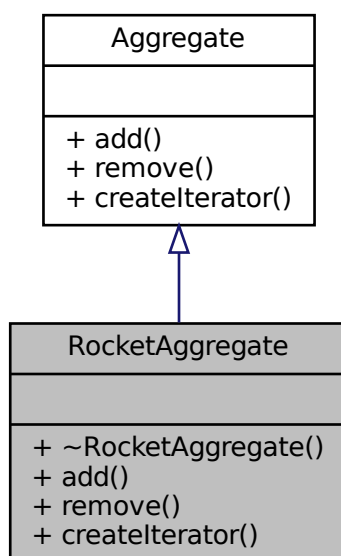 Aggregate
+ add()
+ remove()
+ createIterator()
RocketAggregate
+ ~RocketAggregate()
+ add()
+ remove()
+ createIterator()